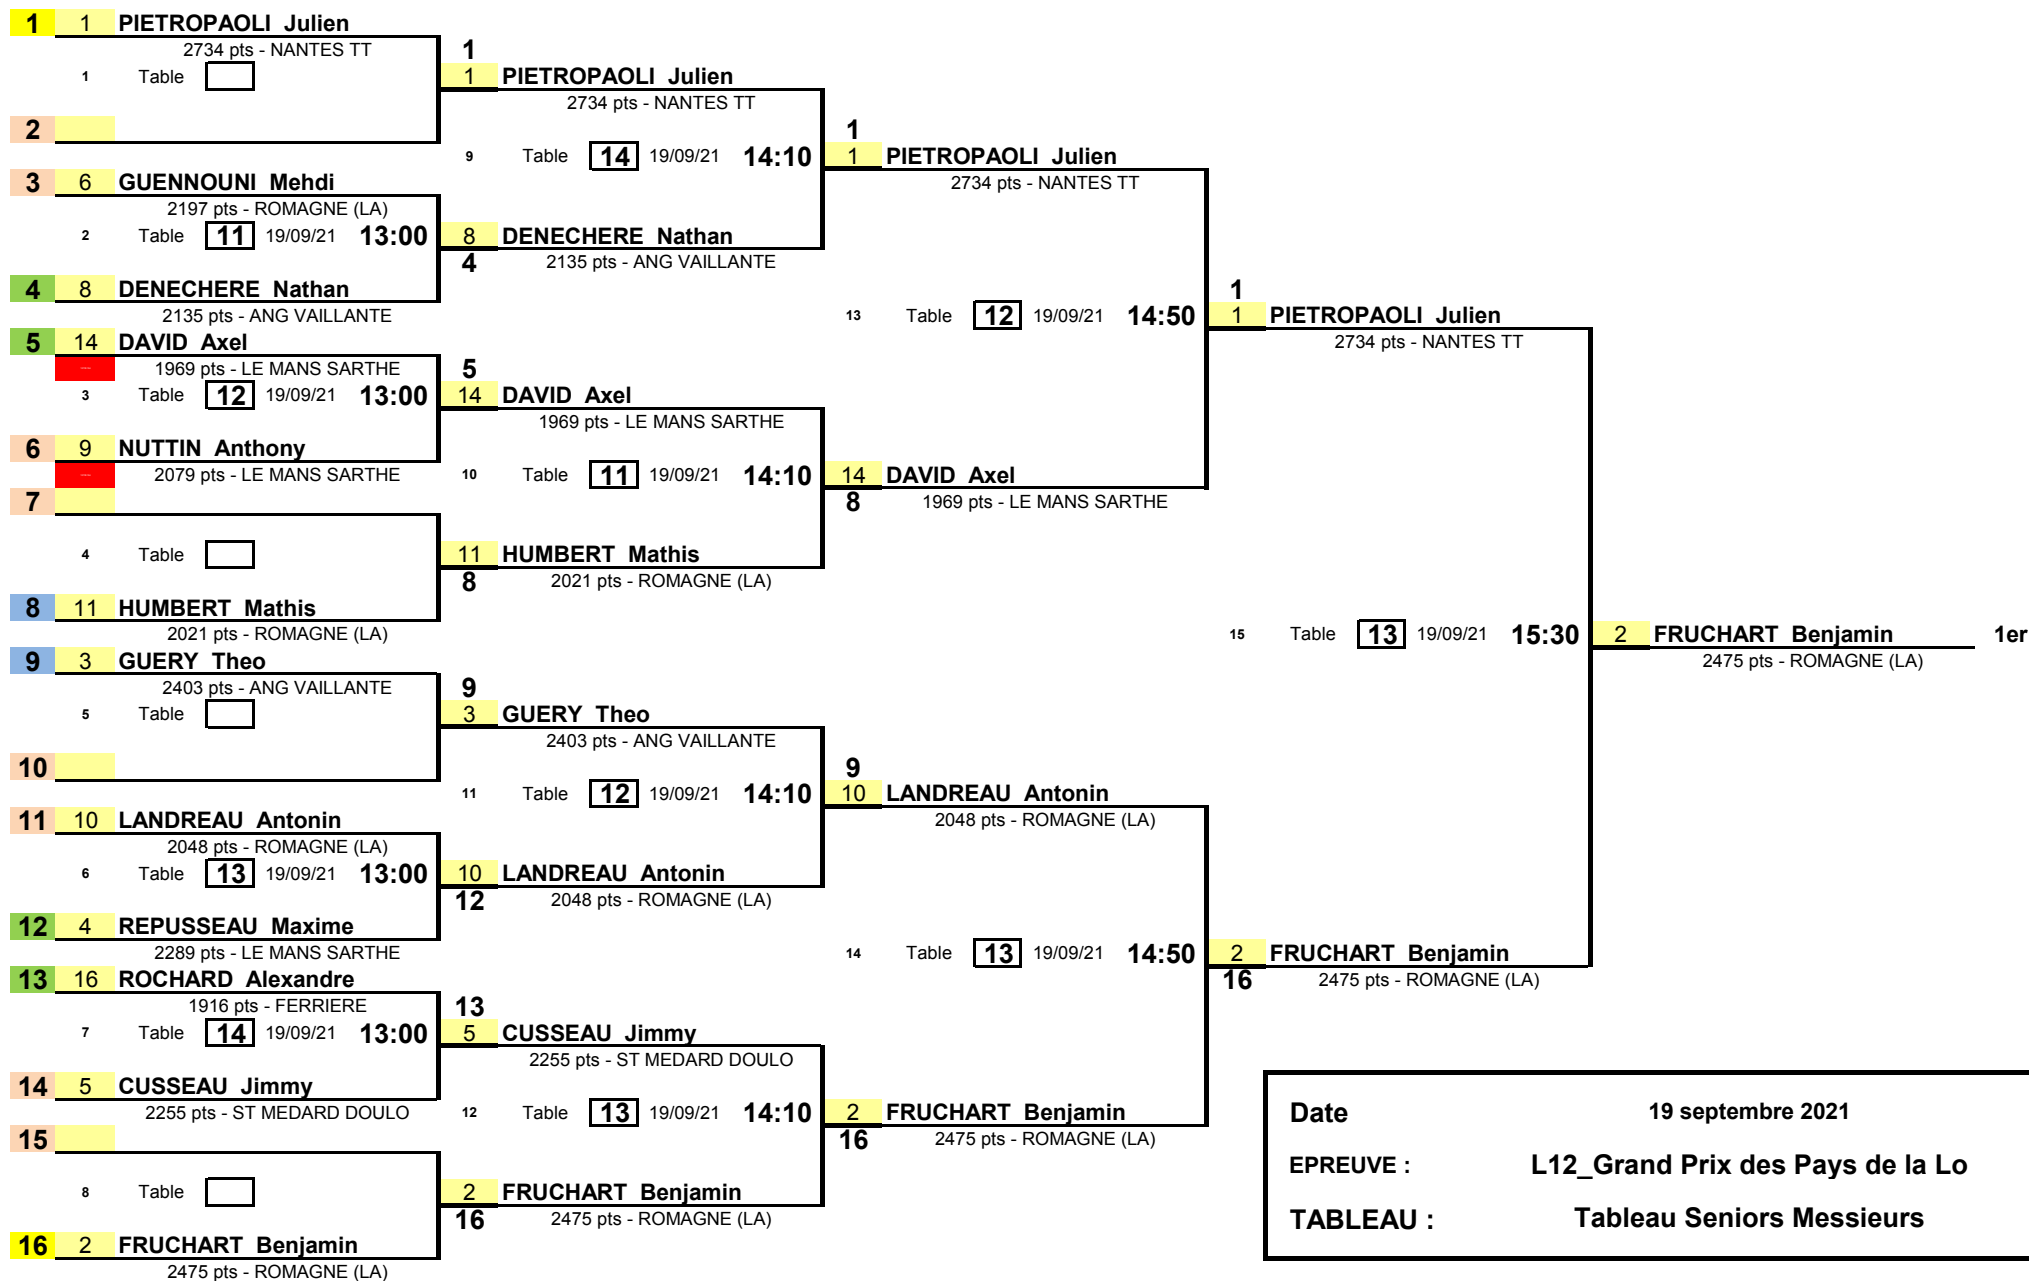 1 1 PIETROPAOLI Julien
2734 pts - NANTES TT
1 Table
2
3 6 GUENNOUNI Mehdi
2197 pts - ROMAGNE (LA)
2 Table 11 19/09/21 13:00
4 8 DENECHERE Nathan
2135 pts - ANG VAILLANTE
5 14 DAVID Axel
1969 pts - LE MANS SARTHE
3 Table 12 19/09/21 13:00
6 9 NUTTIN Anthony
2079 pts - LE MANS SARTHE
7
4 Table
8 11 HUMBERT Mathis
2021 pts - ROMAGNE (LA)
9 3 GUERY Theo
2403 pts - ANG VAILLANTE
5 Table
10
11 10 LANDREAU Antonin
2048 pts - ROMAGNE (LA)
6 Table 13 19/09/21 13:00
12 4 REPUSSEAU Maxime
2289 pts - LE MANS SARTHE
13 16 ROCHARD Alexandre
1916 pts - FERRIERE
7 Table 14 19/09/21 13:00
14 5 CUSSEAU Jimmy
2255 pts - ST MEDARD DOULO
15
8 Table
16 2 FRUCHART Benjamin
2475 pts - ROMAGNE (LA)
1
1 PIETROPAOLI Julien
2734 pts - NANTES TT
9 Table 14 19/09/21 14:10
8 DENECHERE Nathan
4 2135 pts - ANG VAILLANTE
5
14 DAVID Axel
1969 pts - LE MANS SARTHE
10 Table 11 19/09/21 14:10
11 HUMBERT Mathis
8 2021 pts - ROMAGNE (LA)
9
3 GUERY Theo
2403 pts - ANG VAILLANTE
11 Table 12 19/09/21 14:10
10 LANDREAU Antonin
12 2048 pts - ROMAGNE (LA)
13
5 CUSSEAU Jimmy
2255 pts - ST MEDARD DOULO
12 Table 13 19/09/21 14:10
2 FRUCHART Benjamin
16 2475 pts - ROMAGNE (LA)
1
1 PIETROPAOLI Julien
2734 pts - NANTES TT
13 Table 12 19/09/21 14:50
14 DAVID Axel
8 1969 pts - LE MANS SARTHE
9
10 LANDREAU Antonin
2048 pts - ROMAGNE (LA)
14 Table 13 19/09/21 14:50
2 FRUCHART Benjamin
16 2475 pts - ROMAGNE (LA)
1
1 PIETROPAOLI Julien
2734 pts - NANTES TT
15 Table 13 19/09/21 15:30
2 FRUCHART Benjamin
16 2475 pts - ROMAGNE (LA)
2 FRUCHART Benjamin 1er
2475 pts - ROMAGNE (LA)
Date 19 septembre 2021
EPREUVE : L12_Grand Prix des Pays de la Lo
TABLEAU : Tableau Seniors Messieurs